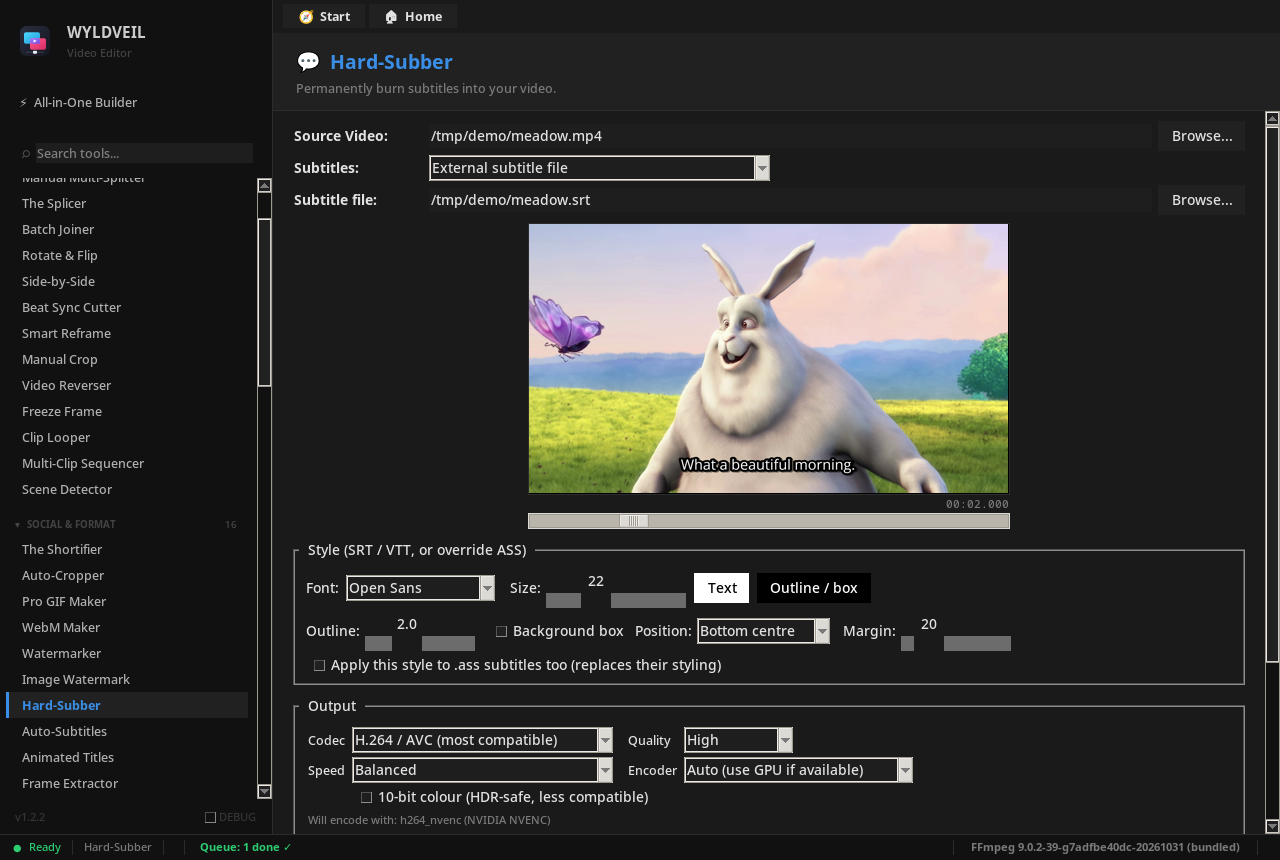 WYLDVEIL
Video Editor
All-in-One Builder
Search tools...
Manual Multi-Splitter
The Splicer
Batch Joiner
Rotate & Flip
Side-by-Side
Beat Sync Cutter
Smart Reframe
Manual Crop
Video Reverser
Freeze Frame
Clip Looper
Multi-Clip Sequencer
Scene Detector
SOCIAL & FORMAT 16
The Shortifier
Auto-Cropper
Pro GIF Maker
WebM Maker
Watermarker
Image Watermark
Hard-Subber
Auto-Subtitles
Animated Titles
Frame Extractor
v1.2.2 DEBUG
Start Home
Hard-Subber
Permanently burn subtitles into your video.
Source Video: /tmp/demo/meadow.mp4 Browse...
Subtitles: External subtitle file
Subtitle file: /tmp/demo/meadow.srt Browse...
What a beautiful morning.
00:02.000
Style (SRT / VTT, or override ASS)
Font: Open Sans Size: 22 Text Outline / box
Outline: 2.0 Background box Position: Bottom centre Margin: 20
Apply this style to .ass subtitles too (replaces their styling)
Output
Codec H.264 / AVC (most compatible) Quality High
Speed Balanced Encoder Auto (use GPU if available)
10-bit colour (HDR-safe, less compatible)
Will encode with: h264_nvenc (NVIDIA NVENC)
Ready Hard-Subber Queue: 1 done ✓ FFmpeg 9.0.2-39-g7adfbe40dc-20261031 (bundled)